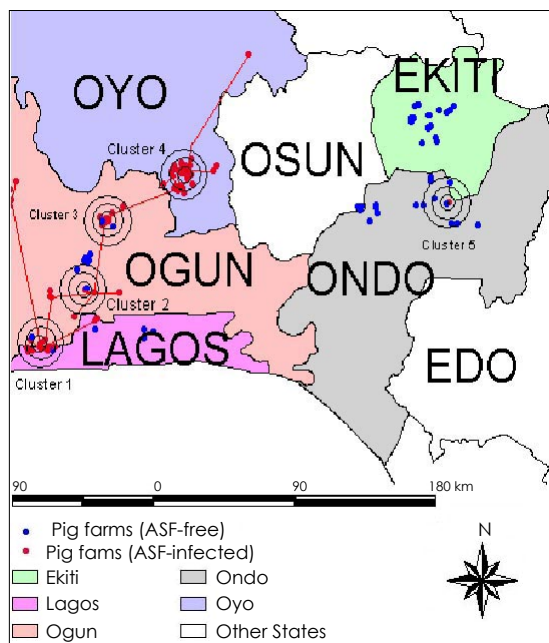 EKITI
OYO
Cluster 4
OSUN
Cluster 3
Cluster 5
OGUN
ONDO
Cluster 2
LAGOS
EDO
Cluster 1
90 0 90 180 km
Pig farms (ASF-free)
Pig fams (ASF-infected)
N
Ekiti Ondo
Lagos Oyo
Ogun Other States